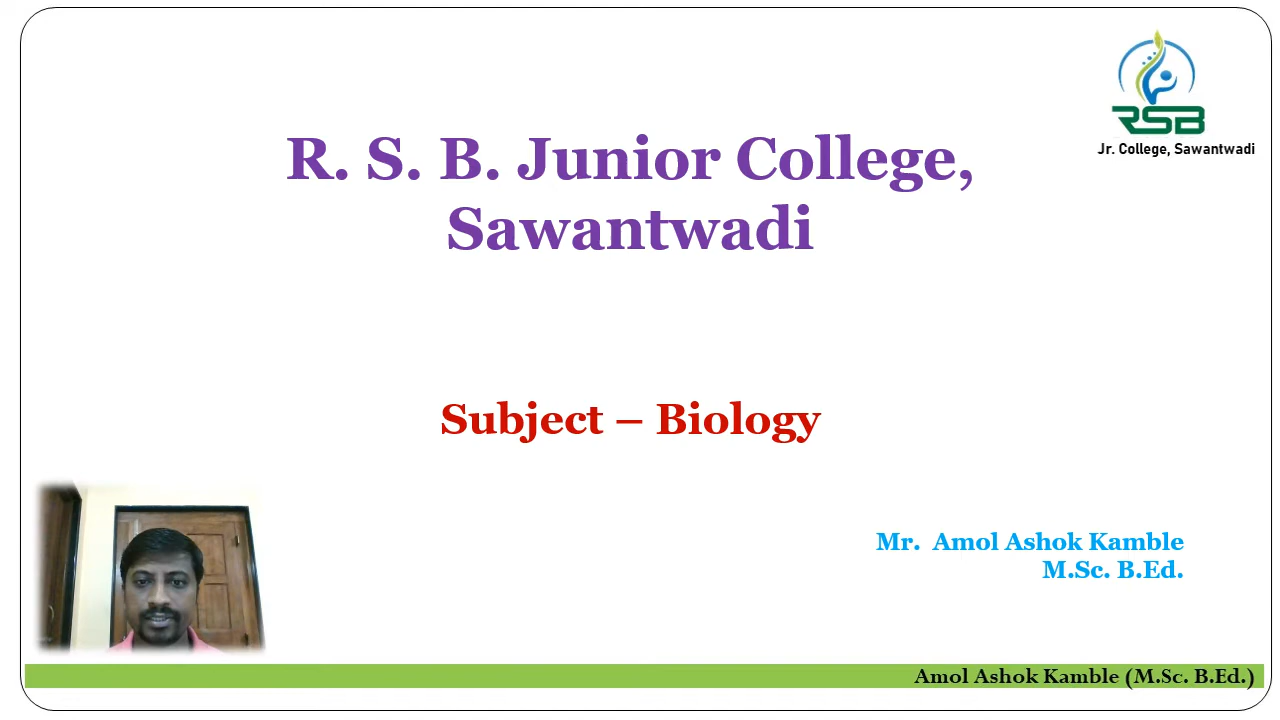 RSB
Jr. College, Sawantwadi
R. S. B. Junior College,
Sawantwadi
Subject – Biology
Mr. Amol Ashok Kamble
M.Sc. B.Ed.
Amol Ashok Kamble (M.Sc. B.Ed.)